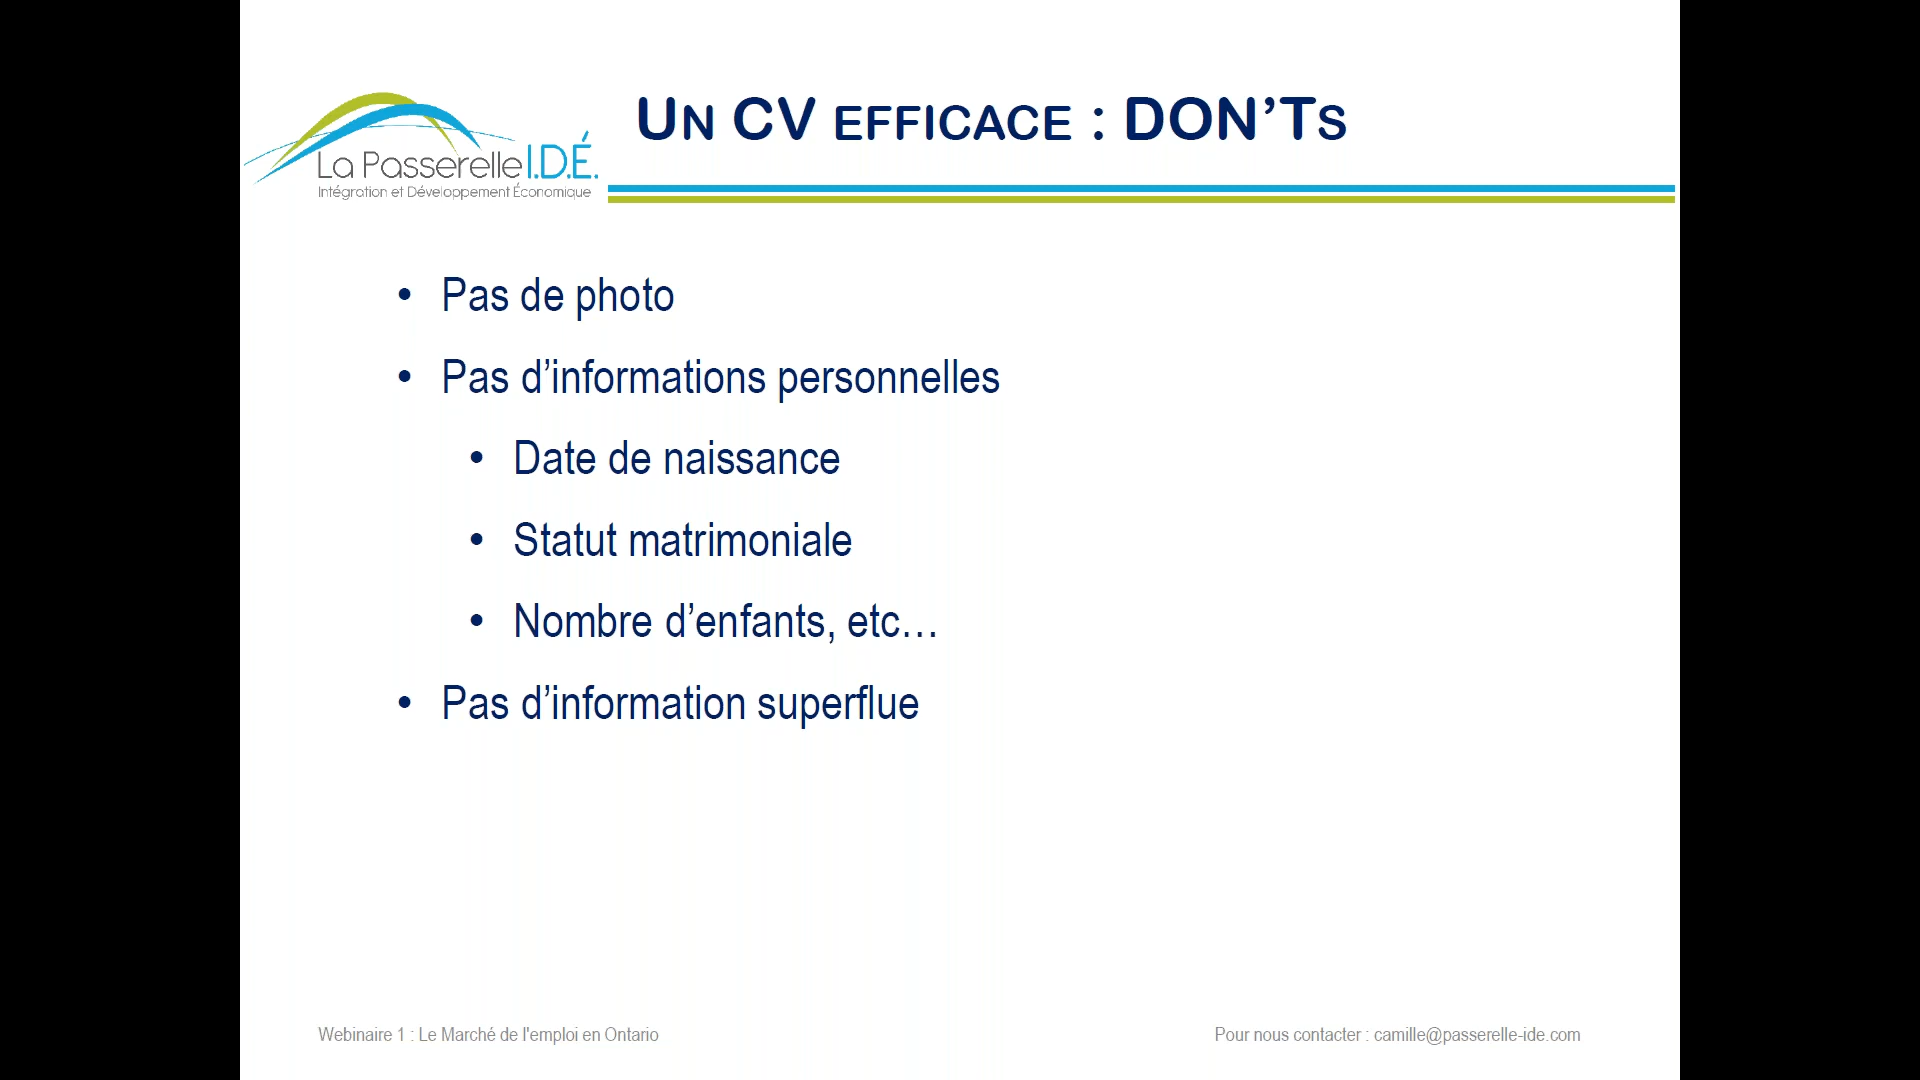 Un CV efficace : DON’Ts
La Passerelle I.D.É.
Intégration et Développement Économique
• Pas de photo
• Pas d’informations personnelles
• Date de naissance
• Statut matrimoniale
• Nombre d’enfants, etc…
• Pas d’information superflue
Webinaire 1 : Le Marché de l'emploi en Ontario
Pour nous contacter : camille@passerelle-ide.com